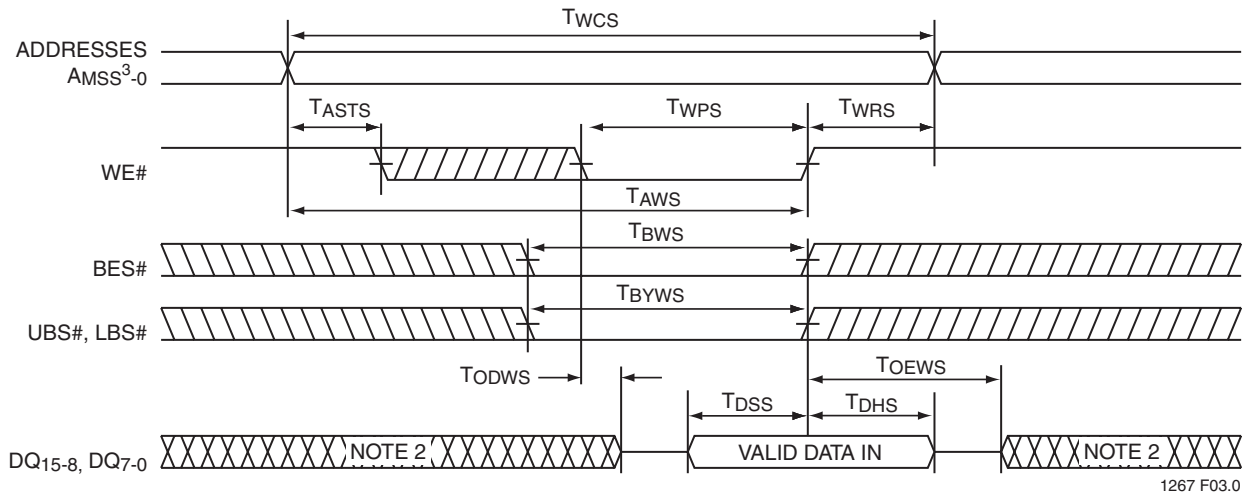 TWCS
ADDRESSES
AMSS³-0
TASTS
TWPS
TWRS
WE#
TAWS
TBWS
BES#
TBYWS
UBS#, LBS#
TODWS
TOEWS
TDSS
TDHS
DQ15-8, DQ7-0
NOTE 2
VALID DATA IN
NOTE 2
1267 F03.0